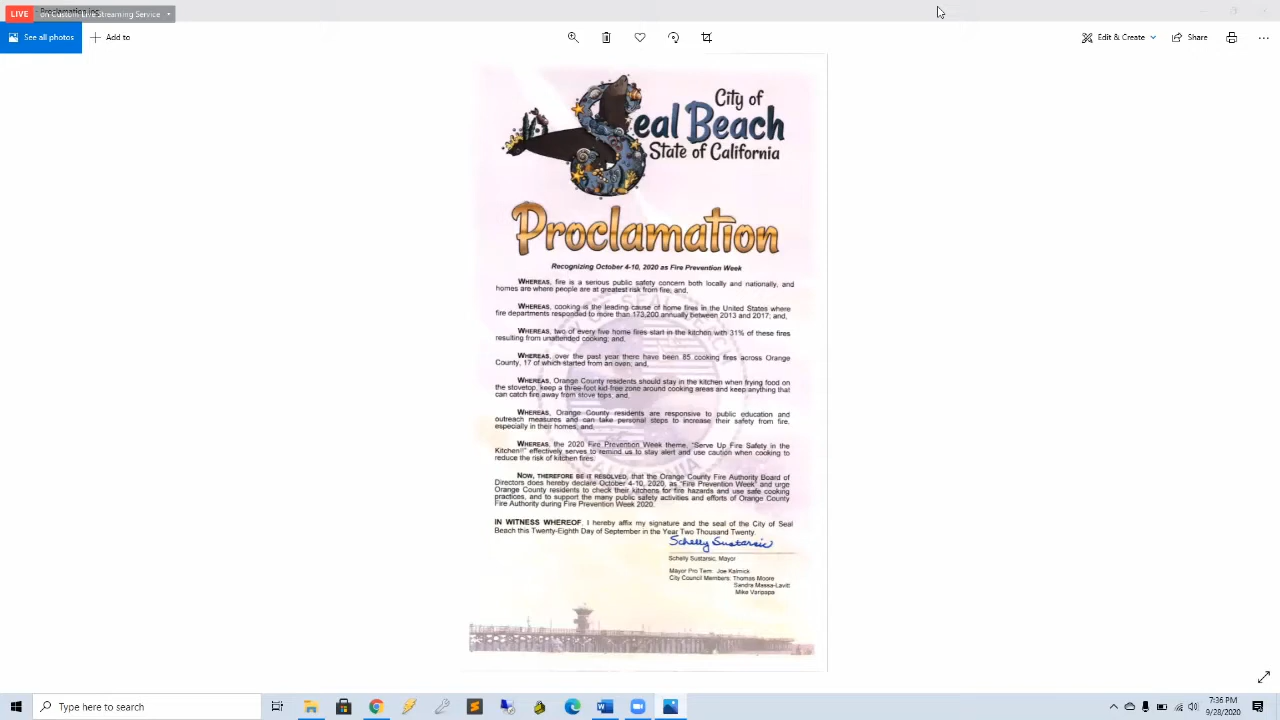 Proclamation.jpg
LIVE on Custom Live Streaming Service
See all photos
Add to
Edit & Create
Share
City of
Seal Beach
State of California
Proclamation
Recognizing October 4-10, 2020 as Fire Prevention Week
WHEREAS, fire is a serious public safety concern both locally and nationally, and
homes are where people are at greatest risk from fire; and,
WHEREAS, cooking is the leading cause of home fires in the United States where
fire departments responded to more than 173,200 annually between 2013 and 2017; and,
WHEREAS, two of every five home fires start in the kitchen with 31% of these fires
resulting from unattended cooking; and,
WHEREAS, over the past year there have been 85 cooking fires across Orange
County, 17 of which started from an oven; and,
WHEREAS, Orange County residents should stay in the kitchen when frying food on
the stovetop, keep a three-foot kid-free zone around cooking areas and keep anything that
can catch fire away from stove tops; and,
WHEREAS, Orange County residents are responsive to public education and
outreach measures and can take personal steps to increase their safety from fire,
especially in their homes; and,
WHEREAS, the 2020 Fire Prevention Week theme, "Serve Up Fire Safety in the
Kitchen!!" effectively serves to remind us to stay alert and use caution when cooking to
reduce the risk of kitchen fires.
NOW, THEREFORE BE IT RESOLVED, that the Orange County Fire Authority Board of
Directors does hereby declare October 4-10, 2020, as "Fire Prevention Week" and urge
Orange County residents to check their kitchens for fire hazards and use safe cooking
practices, and to support the many public safety activities and efforts of Orange County
Fire Authority during Fire Prevention Week 2020.
IN WITNESS WHEREOF, I hereby affix my signature and the seal of the City of Seal
Beach this Twenty-Eighth Day of September in the Year Two Thousand Twenty.
Schelly Sustarsic
Schelly Sustarsic, Mayor
Mayor Pro Tem: Joe Kalmick
City Council Members: Thomas Moore
Sandra Massa-Lavitt
Mike Varipapa
Type here to search
7:36 PM
9/28/2020